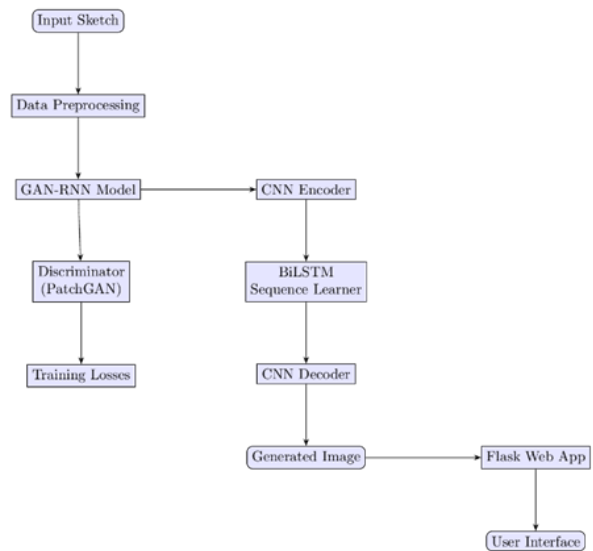 Input Sketch
Data Preprocessing
GAN-RNN Model
CNN Encoder
Discriminator
(PatchGAN)
BiLSTM
Sequence Learner
Training Losses
CNN Decoder
Generated Image
Flask Web App
User Interface